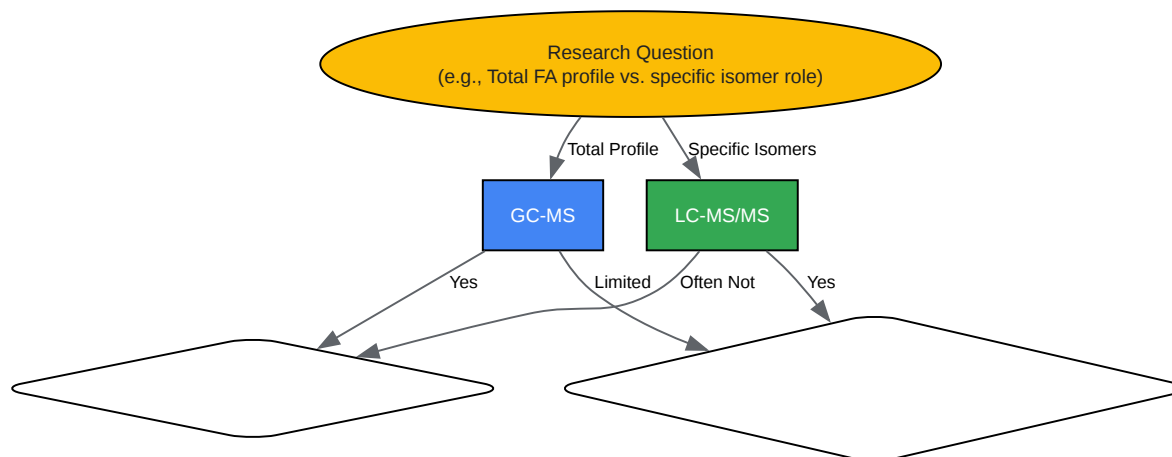 Research Question
(e.g., Total FA profile vs. specific isomer role)
Total Profile
Specific Isomers
GC-MS
LC-MS/MS
Yes
Limited
Often Not
Yes